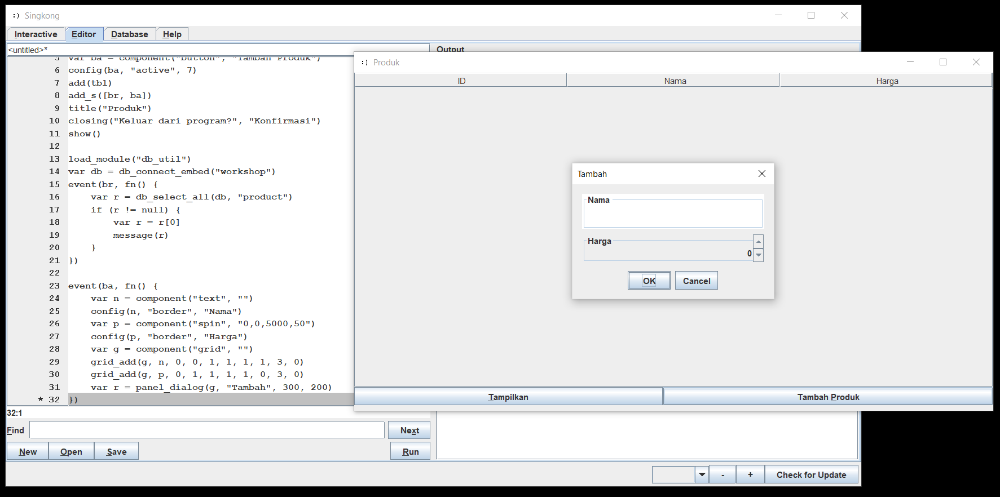 :) Singkong
Interactive Editor Database Help
<untitled>*
Output
5 var ba = component("button", "Tambah Produk")
6 config(ba, "active", 7)
7 add(tbl)
8 add_s([br, ba])
9 title("Produk")
10 closing("Keluar dari program?", "Konfirmasi")
11 show()
12
13 load_module("db_util")
14 var db = db_connect_embed("workshop")
15 event(br, fn() {
16 var r = db_select_all(db, "product")
17 if (r != null) {
18 var r = r[0]
19 message(r)
20 }
21 })
22
23 event(ba, fn() {
24 var n = component("text", "")
25 config(n, "border", "Nama")
26 var p = component("spin", "0,0,5000,50")
27 config(p, "border", "Harga")
28 var g = component("grid", "")
29 grid_add(g, n, 0, 0, 1, 1, 1, 1, 3, 0)
30 grid_add(g, p, 0, 1, 1, 1, 1, 0, 3, 0)
31 var r = panel_dialog(g, "Tambah", 300, 200)
* 32 })
32:1
Find Next
New Open Save Run
- + Check for Update
:) Produk
ID Nama Harga
Tambah
Nama
Harga
0
OK Cancel
Tampilkan Tambah Produk